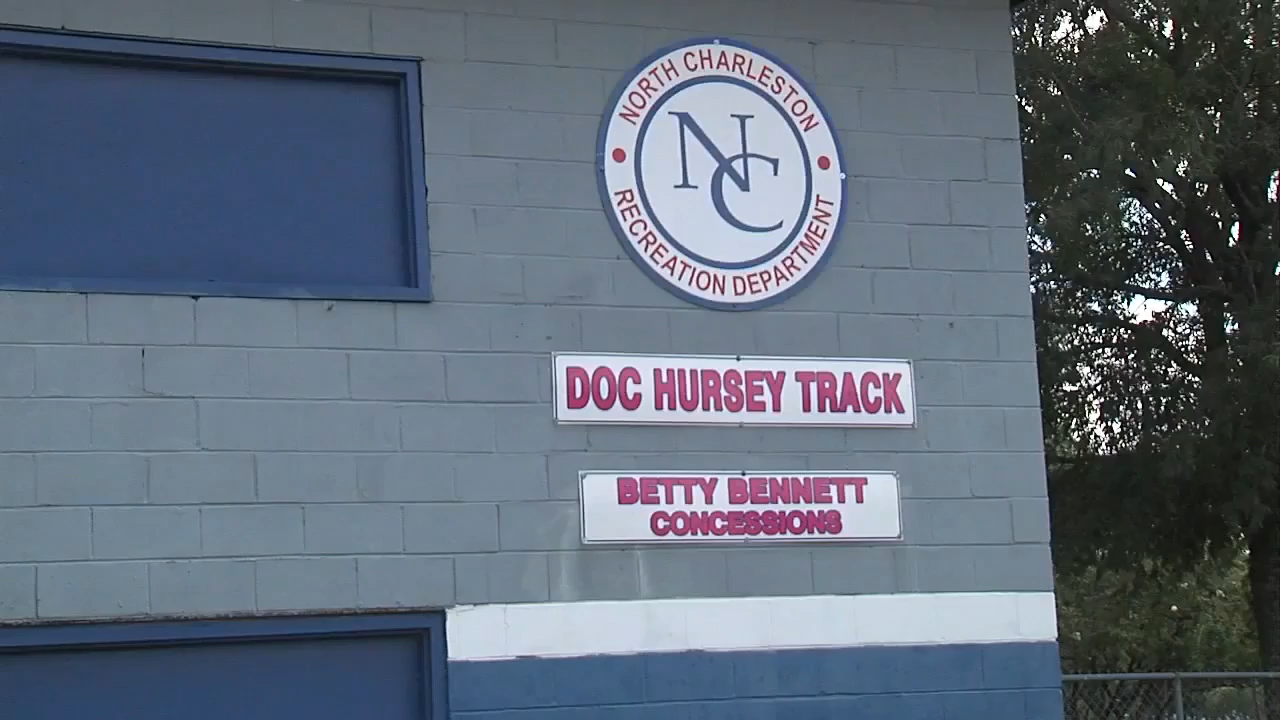 NORTH CHARLESTON
NC
RECREATION DEPARTMENT
DOC HURSEY TRACK
BETTY BENNETT
CONCESSIONS